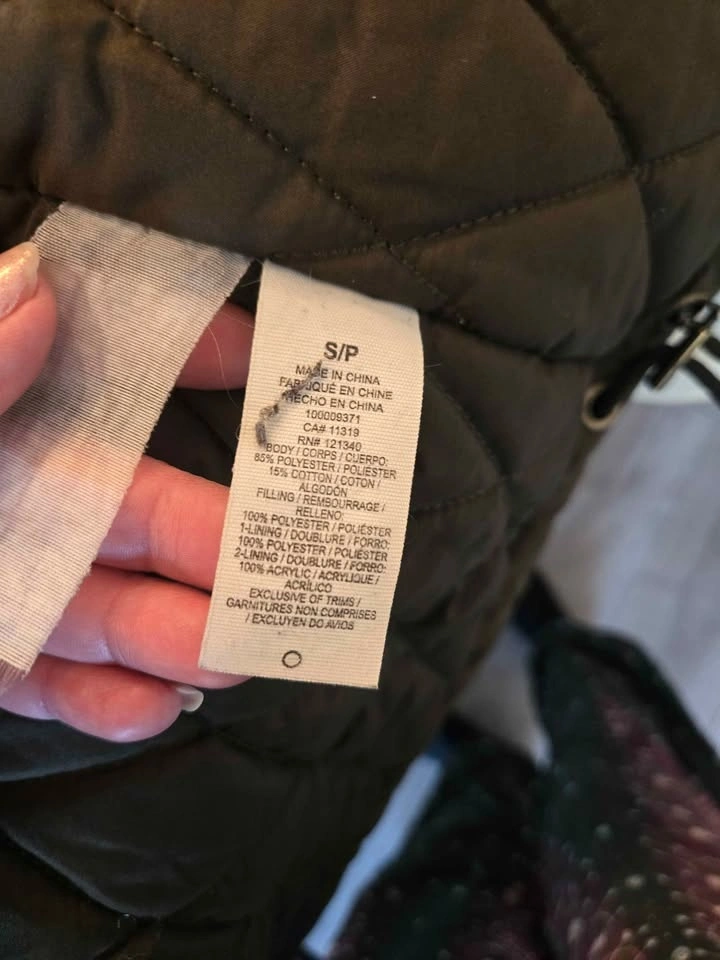 S/P
MADE IN CHINA
FABRIQUÉ EN CHINE
HECHO EN CHINA
100009371
CA# 11319
RN# 121340
BODY / CORPS / CUERPO:
85% POLYESTER / POLIÉSTER
15% COTTON / COTON /
ALGODÓN
FILLING / REMBOURRAGE /
RELLENO:
100% POLYESTER / POLIÉSTER
1-LINING / DOUBLURE / FORRO:
100% POLYESTER / POLIÉSTER
2-LINING / DOUBLURE / FORRO:
100% ACRYLIC / ACRYLIQUE /
ACRÍLICO
EXCLUSIVE OF TRIMS /
GARNITURES NON COMPRISES
/ EXCLUYEN DO AVIOS